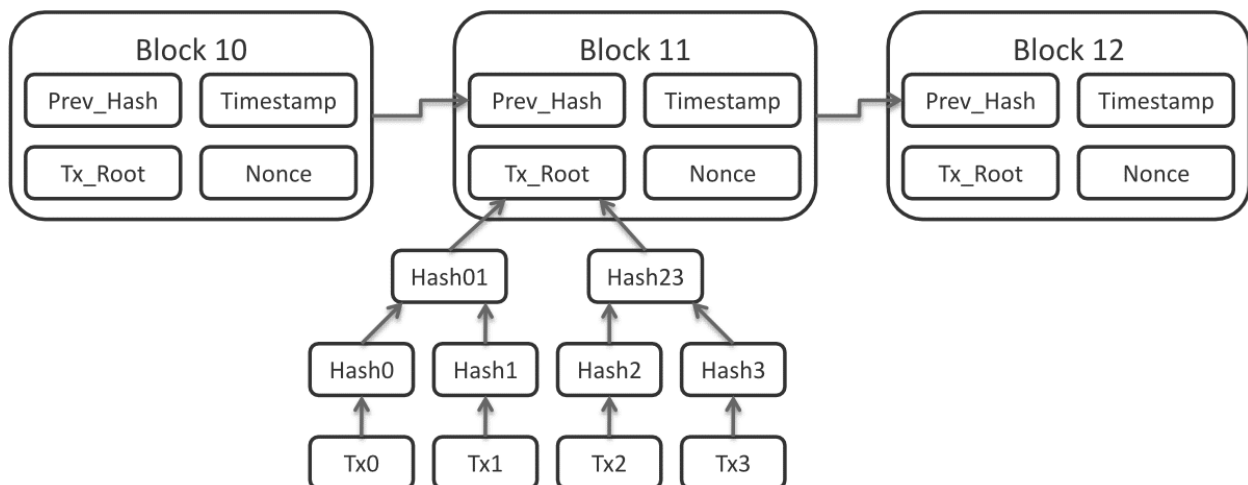 Block 10
Block 11
Block 12
Prev_Hash
Timestamp
Prev_Hash
Timestamp
Prev_Hash
Timestamp
Tx_Root
Nonce
Tx_Root
Nonce
Tx_Root
Nonce
Hash01
Hash23
Hash0
Hash1
Hash2
Hash3
Tx0
Tx1
Tx2
Tx3